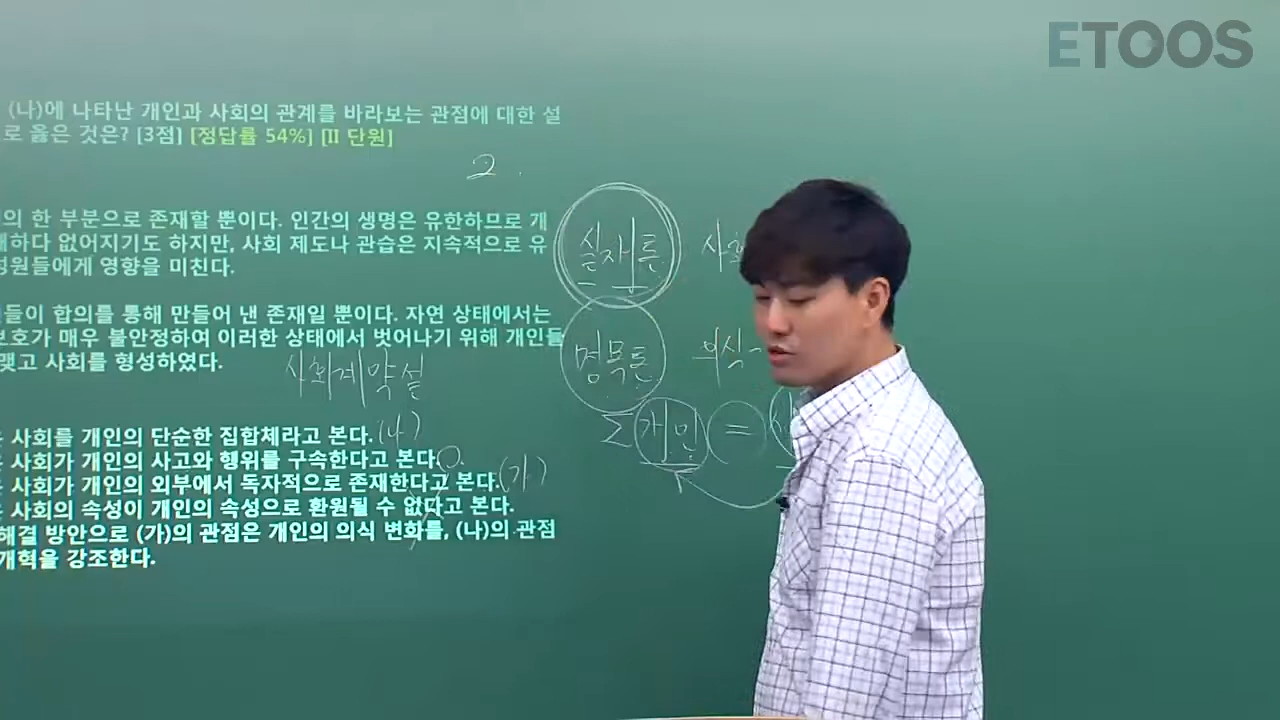 ETOOS
(나)에 나타난 개인과 사회의 관계를 바라보는 관점에 대한 설
로 옳은 것은? [3점] [정답률 54%] [II 단원]
2.
의 한 부분으로 존재할 뿐이다. 인간의 생명은 유한하므로 개
하다 없어지기도 하지만, 사회 제도나 관습은 지속적으로 유
성원들에게 영향을 미친다.
실재론 사회
들이 합의를 통해 만들어 낸 존재일 뿐이다. 자연 상태에서는
보호가 매우 불안정하여 이러한 상태에서 벗어나기 위해 개인들
맺고 사회를 형성하였다.
사회계약설
명목론 의식
Σ개인 =
은 사회를 개인의 단순한 집합체라고 본다. (나)
은 사회가 개인의 사고와 행위를 구속한다고 본다.
은 사회가 개인의 외부에서 독자적으로 존재한다고 본다. (가)
은 사회의 속성이 개인의 속성으로 환원될 수 없다고 본다.
해결 방안으로 (가)의 관점은 개인의 의식 변화를, (나)의 관점
개혁을 강조한다.